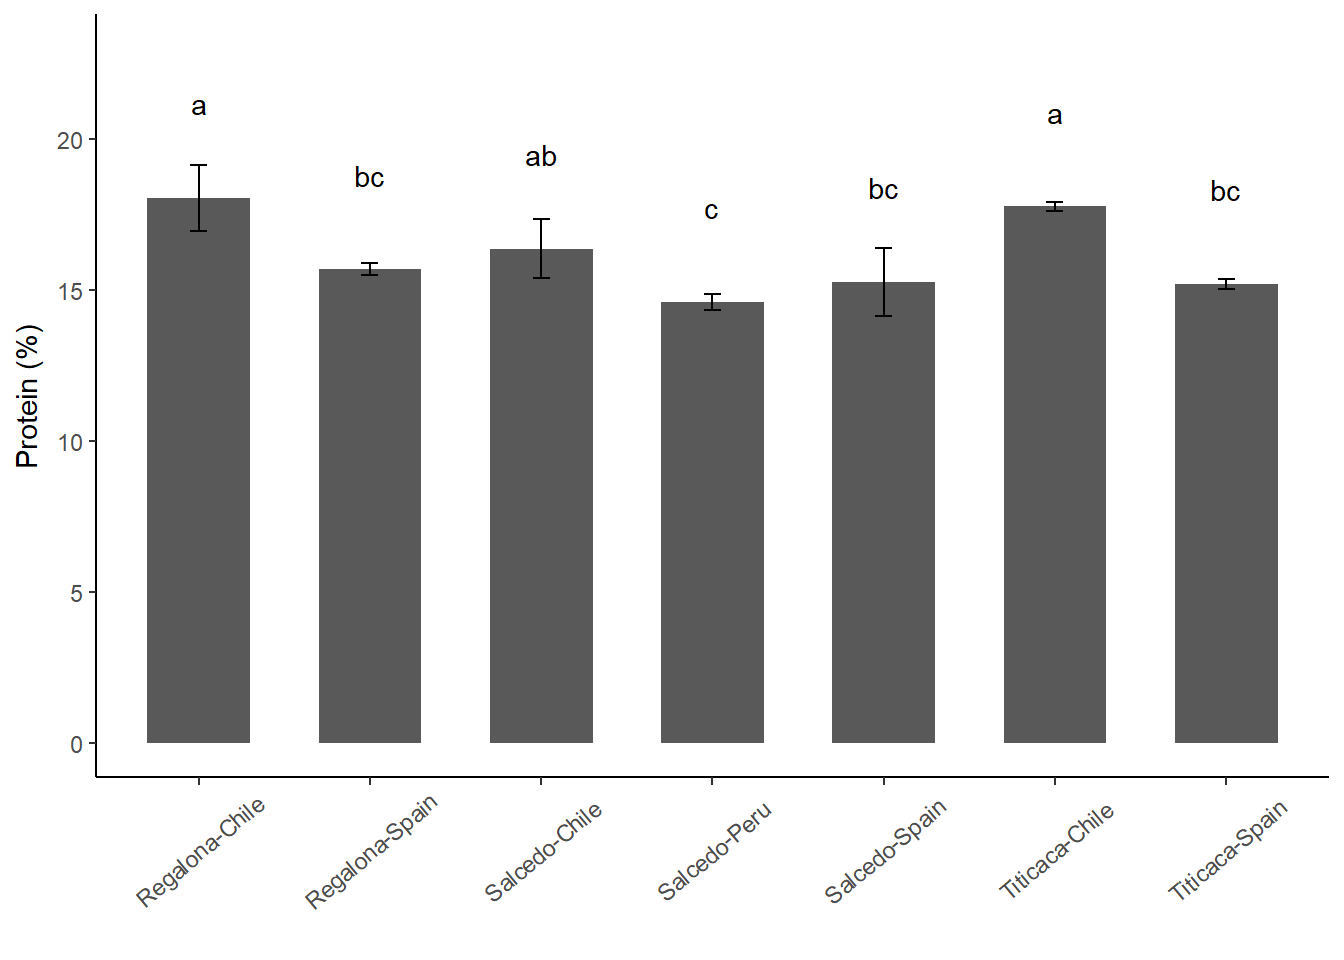 Protein (%)
20
15
10
5
0
a
bc
ab
c
bc
a
bc
Regalona-Chile
Regalona-Spain
Salcedo-Chile
Salcedo-Peru
Salcedo-Spain
Titicaca-Chile
Titicaca-Spain